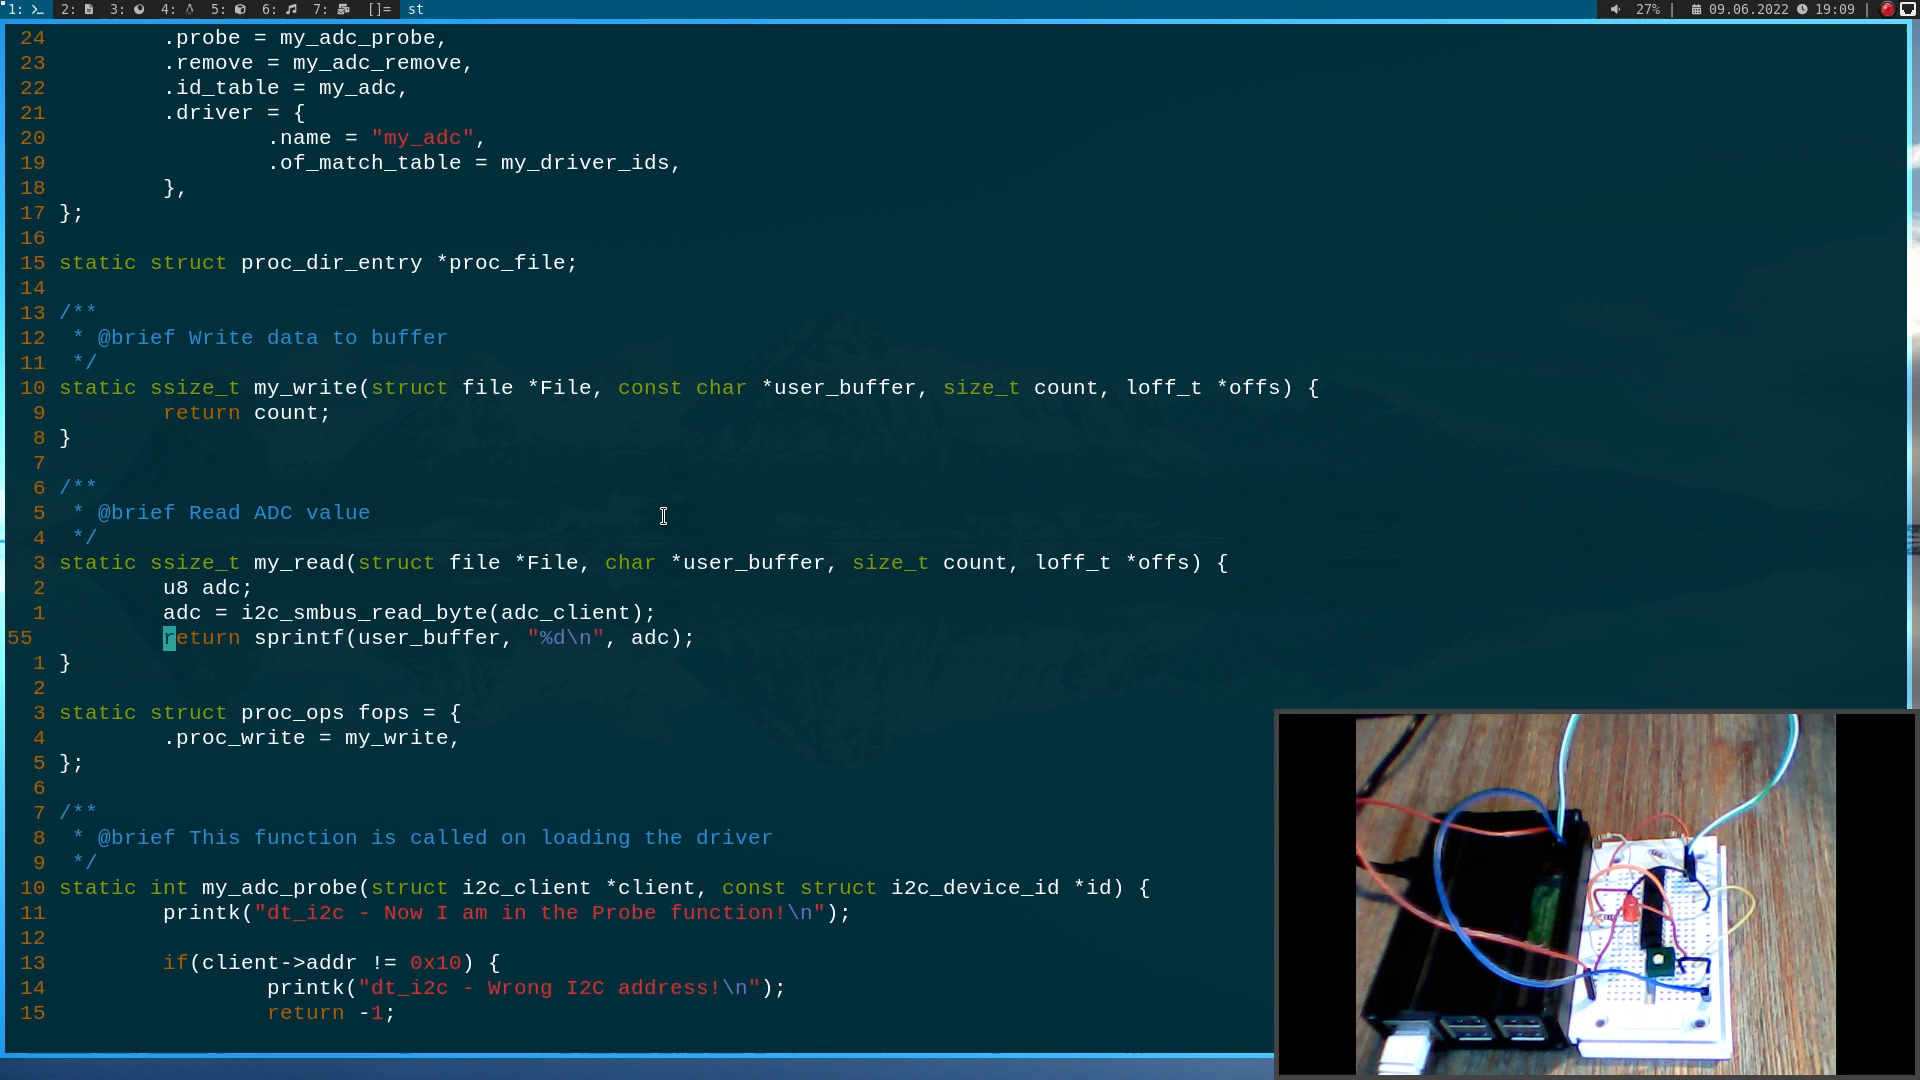 1: 2: 3: 4: 5: 6: 7: []= st 27% | 09.06.2022 19:09 |
24 .probe = my_adc_probe,
23 .remove = my_adc_remove,
22 .id_table = my_adc,
21 .driver = {
20 .name = "my_adc",
19 .of_match_table = my_driver_ids,
18 },
17 };
16
15 static struct proc_dir_entry *proc_file;
14
13 /**
12 * @brief Write data to buffer
11 */
10 static ssize_t my_write(struct file *File, const char *user_buffer, size_t count, loff_t *offs) {
9 return count;
8 }
7
6 /**
5 * @brief Read ADC value
4 */
3 static ssize_t my_read(struct file *File, char *user_buffer, size_t count, loff_t *offs) {
2 u8 adc;
1 adc = i2c_smbus_read_byte(adc_client);
55 return sprintf(user_buffer, "%d\n", adc);
1 }
2
3 static struct proc_ops fops = {
4 .proc_write = my_write,
5 };
6
7 /**
8 * @brief This function is called on loading the driver
9 */
10 static int my_adc_probe(struct i2c_client *client, const struct i2c_device_id *id) {
11 printk("dt_i2c - Now I am in the Probe function!\n");
12
13 if(client->addr != 0x10) {
14 printk("dt_i2c - Wrong I2C address!\n");
15 return -1;